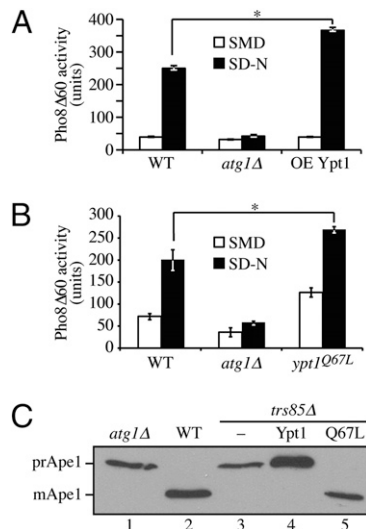 A
Pho8Δ60 activity
(units)
400
300
200
100
0
*
SMD
SD-N
WT
atg1Δ
OE Ypt1
B
Pho8Δ60 activity
(units)
300
250
200
150
100
50
0
*
SMD
SD-N
WT
atg1Δ
ypt1Q67L
C
trs85Δ
atg1Δ WT – Ypt1 Q67L
prApe1
mApe1
1 2 3 4 5